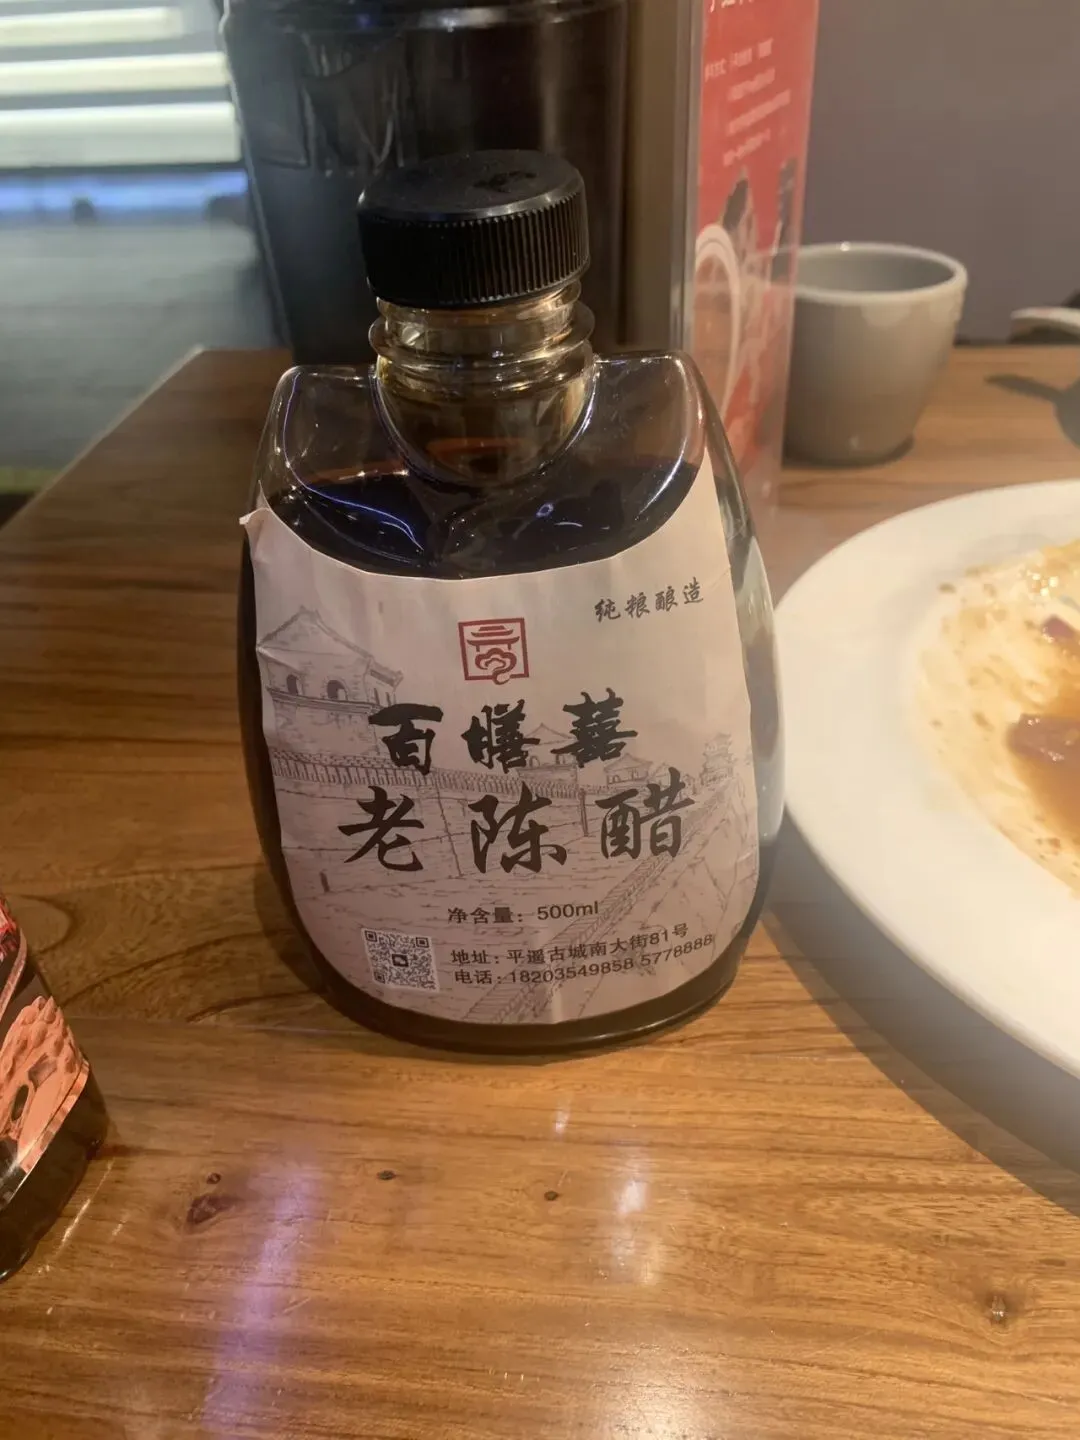 纯粮酿造
百膳囍
老陈醋
净含量：500ml
地址：平遥古城南大街81号
电话：18203549858 5778888